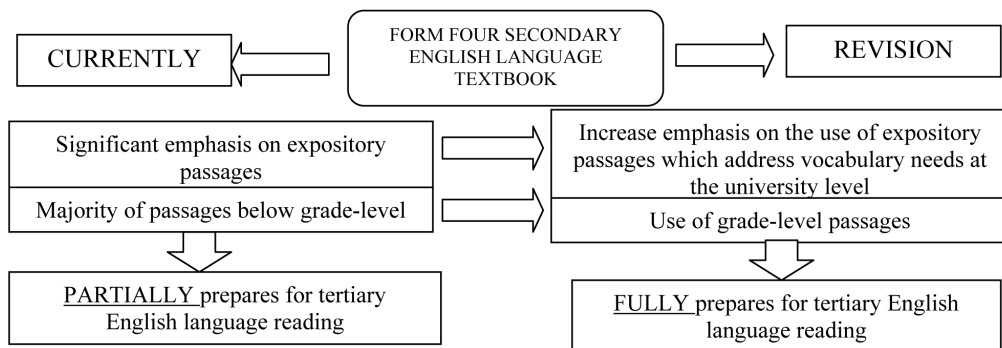 CURRENTLY
FORM FOUR SECONDARY
ENGLISH LANGUAGE
TEXTBOOK
REVISION
Significant emphasis on expository
passages
Majority of passages below grade-level
PARTIALLY prepares for tertiary
English language reading
Increase emphasis on the use of expository
passages which address vocabulary needs at
the university level
Use of grade-level passages
FULLY prepares for tertiary English
language reading